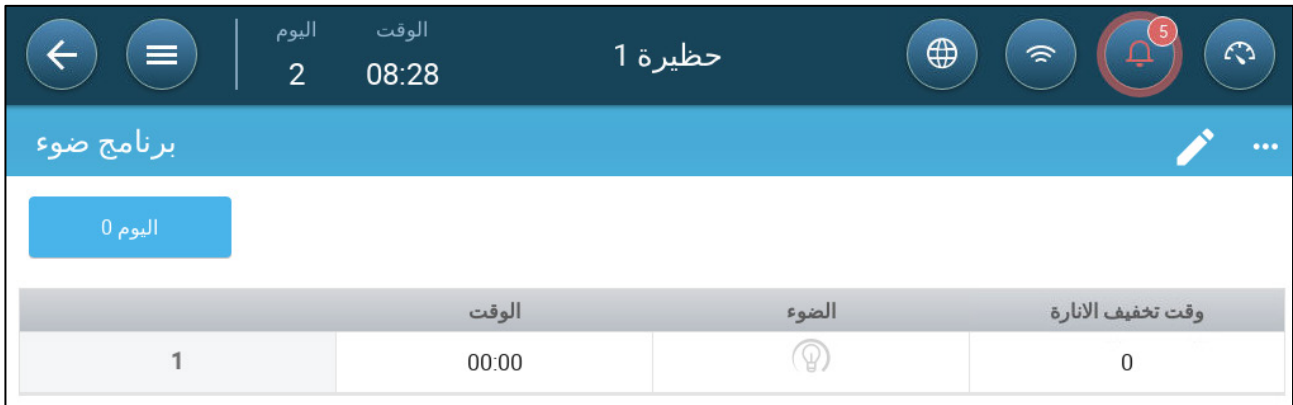 اليوم الوقت
2 08:28 حظيرة 1 5
برنامج ضوء
اليوم 0
الوقت الضوء وقت تخفيف الانارة
1 00:00 0